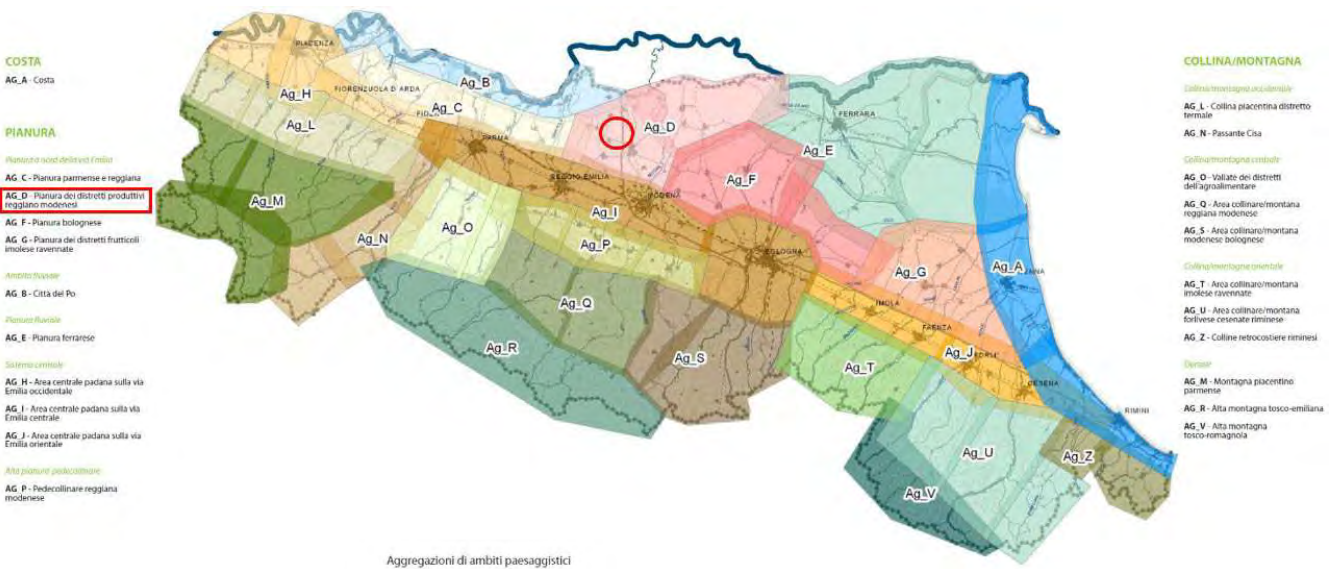 COSTA
AG_A - Costa
PIANURA
Pianura a nord della via Emilia
AG_C - Pianura parmense e reggiana
AG_D - Pianura dei distretti produttivi
reggiano modenesi
AG_F - Pianura bolognese
AG_G - Pianura dei distretti frutticoli
imolese ravennate
Ambito fluviale
AG_B - Città del Po
Pianura fluviale
AG_E - Pianura ferrarese
Sistema centrale
AG_H - Area centrale padana sulla via
Emilia occidentale
AG_I - Area centrale padana sulla via
Emilia centrale
AG_J - Area centrale padana sulla via
Emilia orientale
Alta pianura pedecollinare
AG_P - Pedecollinare reggiana
modenese
PIACENZA
Ag_H
FIORENZUOLA D'ARDA
Ag_B
Ag_C
Ag_L
PARMA
Ag_D
FERRARA
Ag_E
Ag_M
REGGIO EMILIA
MODENA
Ag_F
Ag_I
Ag_N
Ag_O
Ag_P
BOLOGNA
Ag_G
Ag_A
Ag_Q
IMOLA
Ag_R
Ag_S
FAENZA
Ag_T
Ag_J
CESENA
RIMINI
Ag_U
Ag_Z
Ag_V
COLLINA/MONTAGNA
Collina/montagna occidentale
AG_L - Collina piacentina distretto
termale
AG_N - Passante Cisa
Collina/montagna centrale
AG_O - Vallate dei distretti
dell'agroalimentare
AG_Q - Area collinare/montana
reggiana modenese
AG_S - Area collinare/montana
modenese bolognese
Collina/montagna orientale
AG_T - Area collinare/montana
imolese ravennate
AG_U - Area collinare/montana
forlivese cesenate riminese
AG_Z - Colline retrocostiere riminesi
Dorsale
AG_M - Montagna piacentino
parmense
AG_R - Alta montagna tosco-emiliana
AG_V - Alta montagna
tosco-romagnola
Aggregazioni di ambiti paesaggistici